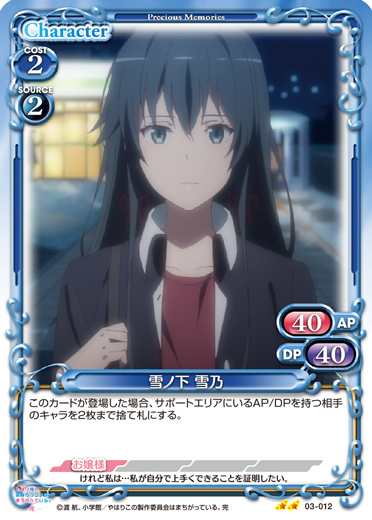 Precious Memories
Character
COST
2
SOURCE
2
40 AP
DP 40
雪ノ下 雪乃
このカードが登場した場合、サポートエリアにいるAP/DPを持つ相手
のキャラを2枚まで捨て札にする。
お嬢様
けれど私は…私が自分で上手くできることを証明したい。
©渡 航、小学館／やはりこの製作委員会はまちがっている。完
03-012